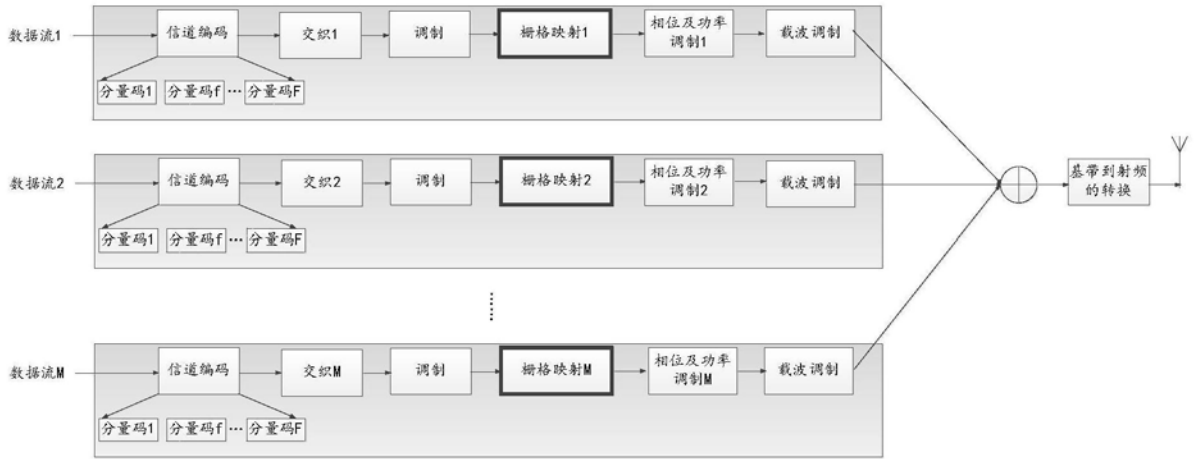 数据流1
信道编码
交织1
调制
栅格映射1
相位及功率
调制1
载波调制
分量码1
分量码f
…
分量码F
数据流2
信道编码
交织2
调制
栅格映射2
相位及功率
调制2
载波调制
基带到射频
的转换
分量码1
分量码f
…
分量码F
数据流M
信道编码
交织M
调制
栅格映射M
相位及功率
调制M
载波调制
分量码1
分量码f
…
分量码F